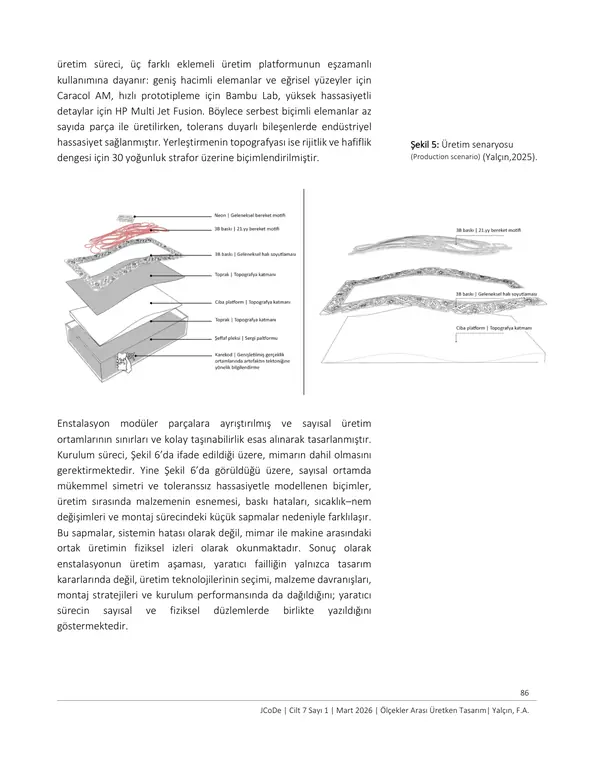 üretim süreci, üç farklı eklemeli üretim platformunun eşzamanlı
kullanımına dayanır: geniş hacimli elemanlar ve eğrisel yüzeyler için
Caracol AM, hızlı prototipleme için Bambu Lab, yüksek hassasiyetli
detaylar için HP Multi Jet Fusion. Böylece serbest biçimli elemanlar az
sayıda parça ile üretilirken, tolerans duyarlı bileşenlerde endüstriyel
hassasiyet sağlanmıştır. Yerleştirmenin topografyası ise rijitlik ve hafiflik
dengesi için 30 yoğunluk strafor üzerine biçimlendirilmiştir.
Şekil 5: Üretim senaryosu
(Production scenario) (Yalçın,2025).
Neon | Geleneksel bereket motifi
3B baskı | 21.yy bereket motifi
3B baskı | Geleneksel halı soyutlaması
Toprak | Topografya katmanı
Ciba platform | Topografya katmanı
Toprak | Topografya katmanı
Şeffaf pleksi | Sergi paltformu
Karekod | Genişletilmiş gerçeklik
ortamlarında artefaktın tektoniğine
yönelik bilgilendirme
3B baskı | 21.yy bereket motifi
3B baskı | Geleneksel halı soyutlaması
Ciba platform | Topografya katmanı
Enstalasyon modüler parçalara ayrıştırılmış ve sayısal üretim
ortamlarının sınırları ve kolay taşınabilirlik esas alınarak tasarlanmıştır.
Kurulum süreci, Şekil 6’da ifade edildiği üzere, mimarın dahil olmasını
gerektirmektedir. Yine Şekil 6’da görüldüğü üzere, sayısal ortamda
mükemmel simetri ve toleranssız hassasiyetle modellenen biçimler,
üretim sırasında malzemenin esnemesi, baskı hataları, sıcaklık–nem
değişimleri ve montaj sürecindeki küçük sapmalar nedeniyle farklılaşır.
Bu sapmalar, sistemin hatası olarak değil, mimar ile makine arasındaki
ortak üretimin fiziksel izleri olarak okunmaktadır. Sonuç olarak
enstalasyonun üretim aşaması, yaratıcı failliğin yalnızca tasarım
kararlarında değil, üretim teknolojilerinin seçimi, malzeme davranışları,
montaj stratejileri ve kurulum performansında da dağıldığını; yaratıcı
sürecin sayısal ve fiziksel düzlemlerde birlikte yazıldığını
göstermektedir.
86
JCoDe | Cilt 7 Sayı 1 | Mart 2026 | Ölçekler Arası Üretken Tasarım| Yalçın, F.A.